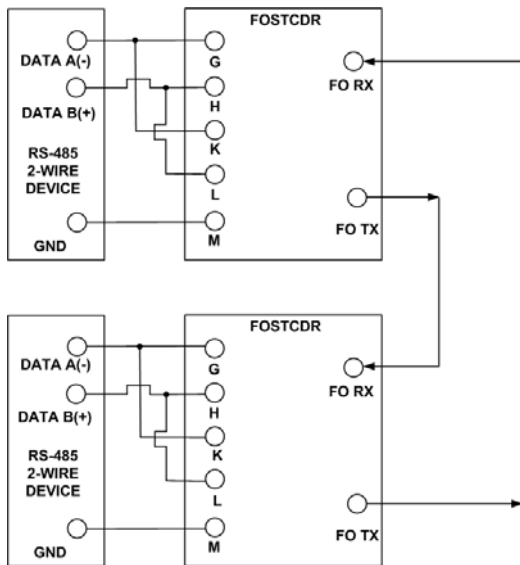 FOSTCDR
DATA A(-)
G
FO RX
H
DATA B(+)
K
RS-485
2-WIRE
DEVICE
L
FO TX
GND
M
FOSTCDR
DATA A(-)
G
FO RX
H
DATA B(+)
K
RS-485
2-WIRE
DEVICE
L
FO TX
GND
M